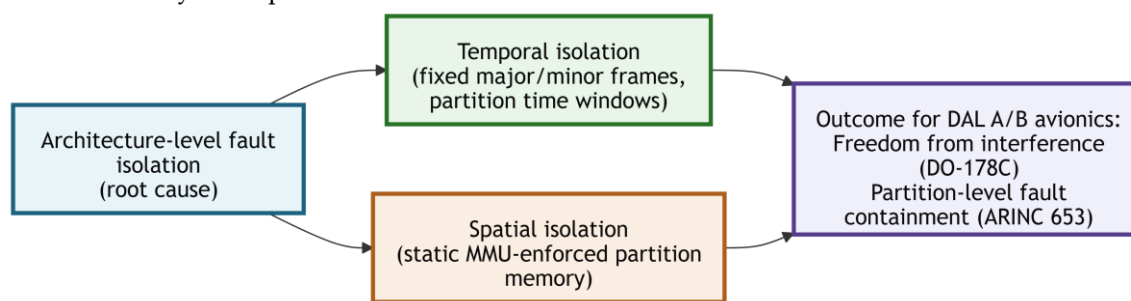 Architecture-level fault
isolation
(root cause)
Temporal isolation
(fixed major/minor frames,
partition time windows)
Spatial isolation
(static MMU-enforced partition
memory)
Outcome for DAL A/B avionics:
Freedom from interference
(DO-178C)
Partition-level fault
containment (ARINC 653)